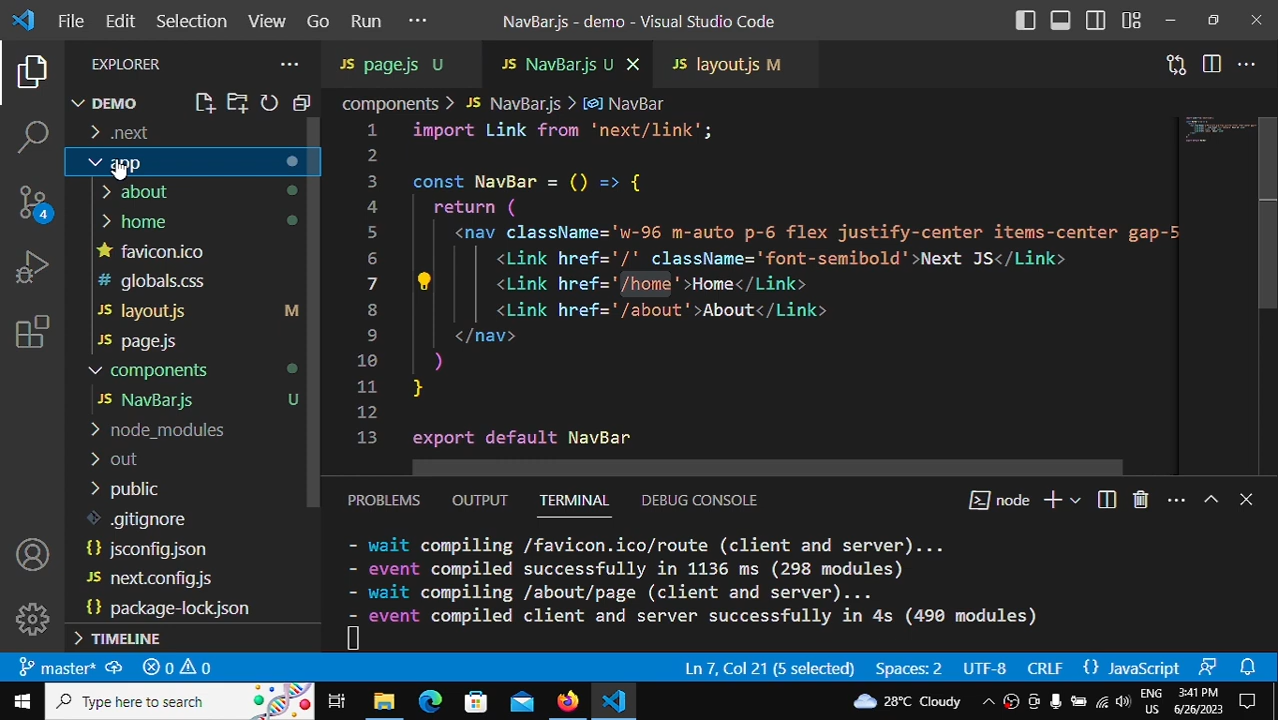 File Edit Selection View Go Run ··· NavBar.js - demo - Visual Studio Code
EXPLORER ···
DEMO
.next
app
about
home
favicon.ico
# globals.css
JS layout.js M
JS page.js
components
JS NavBar.js U
node_modules
out
public
.gitignore
{} jsconfig.json
JS next.config.js
{} package-lock.json
TIMELINE
4
JS page.js U JS NavBar.js U JS layout.js M ···
components > JS NavBar.js > NavBar
1 import Link from 'next/link';
2
3 const NavBar = () => {
4 return (
5 <nav className='w-96 m-auto p-6 flex justify-center items-center gap-5
6 <Link href='/' className='font-semibold'>Next JS</Link>
7 <Link href='/home'>Home</Link>
8 <Link href='/about'>About</Link>
9 </nav>
10 )
11 }
12
13 export default NavBar
PROBLEMS OUTPUT TERMINAL DEBUG CONSOLE node ···
- wait compiling /favicon.ico/route (client and server)...
- event compiled successfully in 1136 ms (298 modules)
- wait compiling /about/page (client and server)...
- event compiled client and server successfully in 4s (490 modules)
master* 0 0 Ln 7, Col 21 (5 selected) Spaces: 2 UTF-8 CRLF {} JavaScript
Type here to search 28°C Cloudy ENG US 3:41 PM 6/26/2023